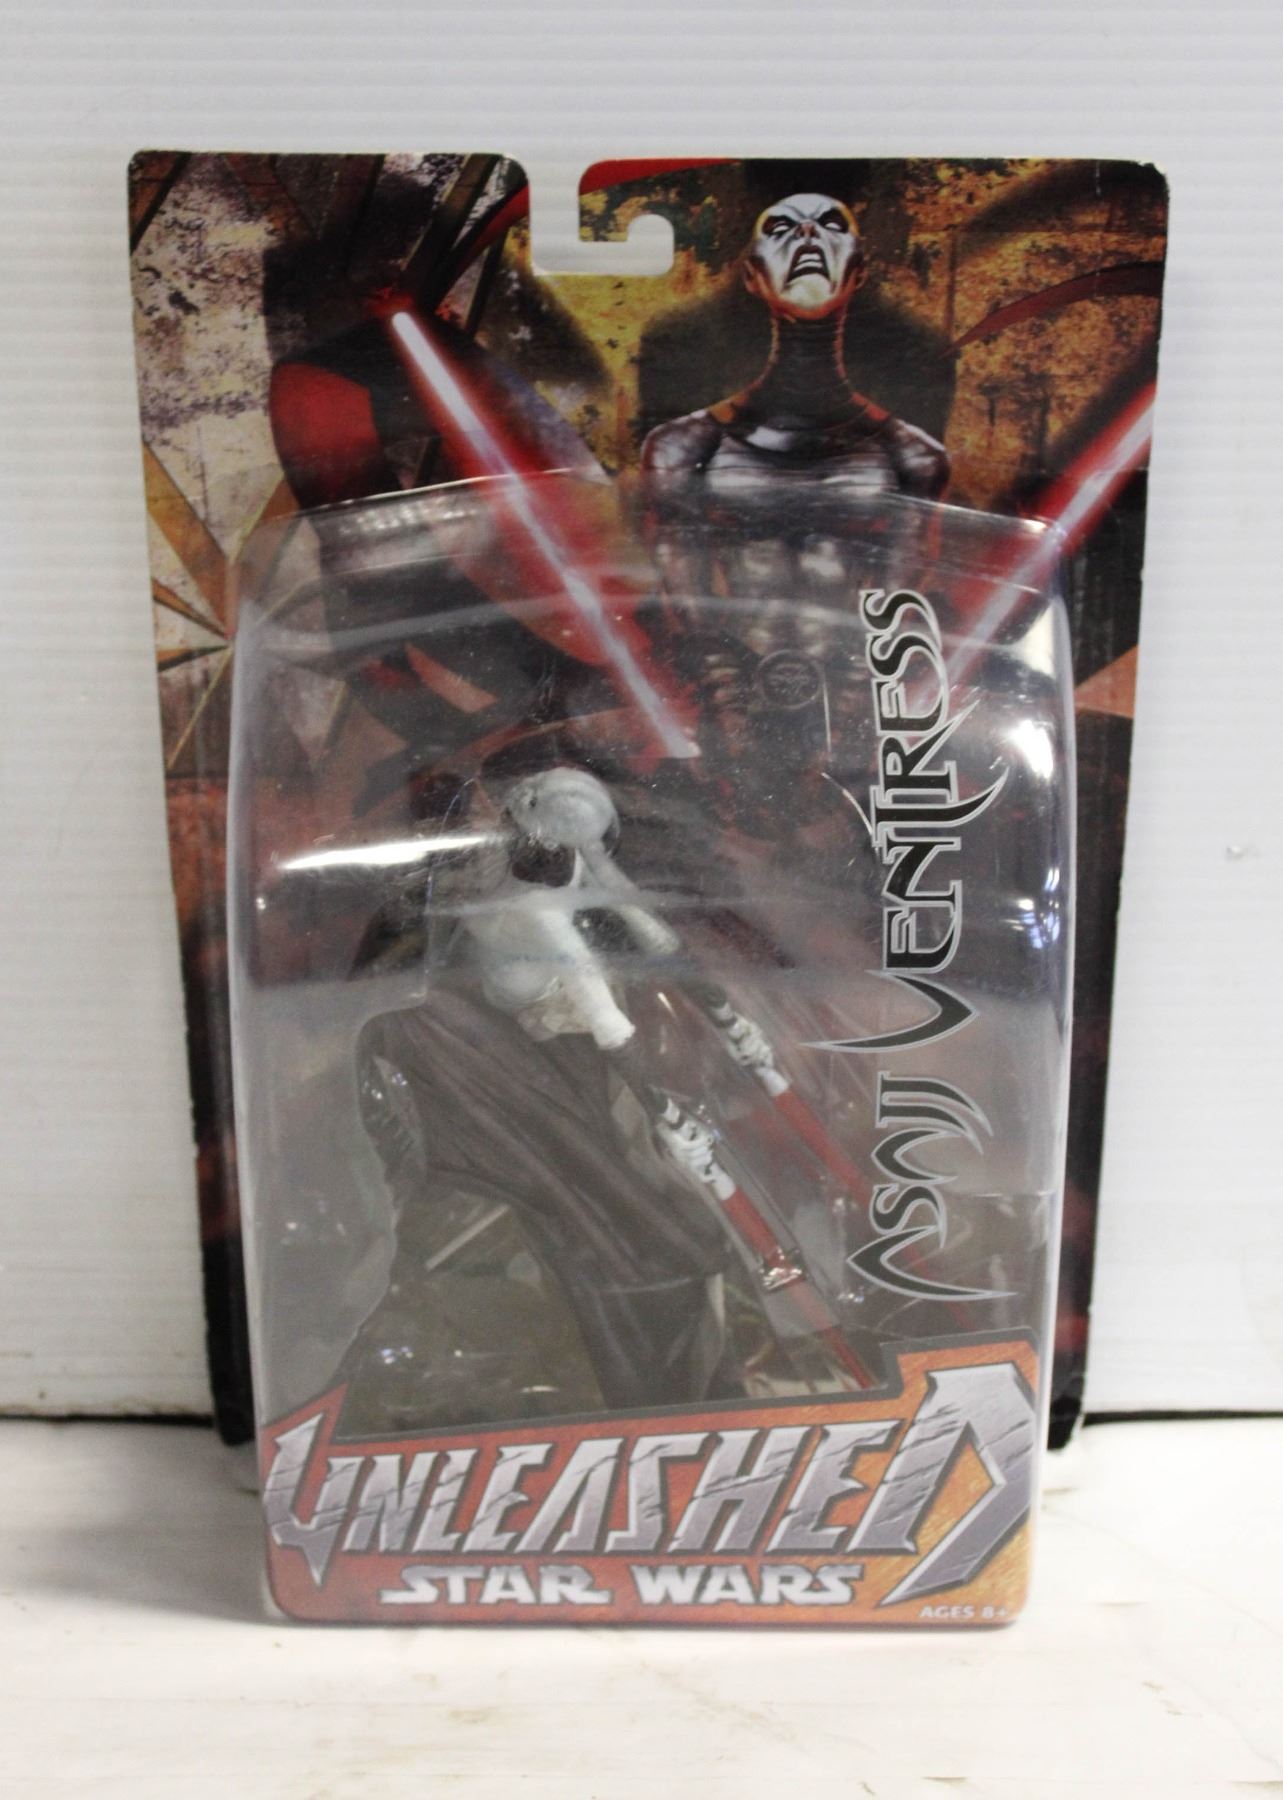 ASAJJ VENTRESS
UNLEASHED
STAR WARS
AGES 8+